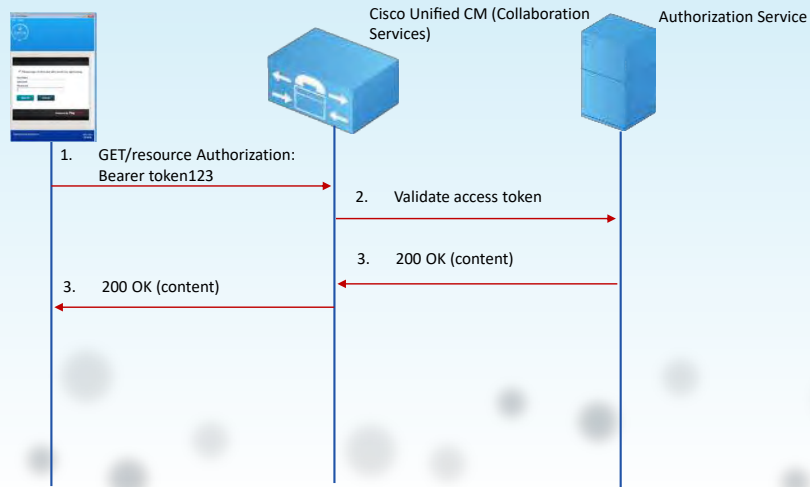 Cisco Unified CM (Collaboration
Services)
Authorization Service
1. GET/resource Authorization:
Bearer token123
2. Validate access token
3. 200 OK (content)
3. 200 OK (content)